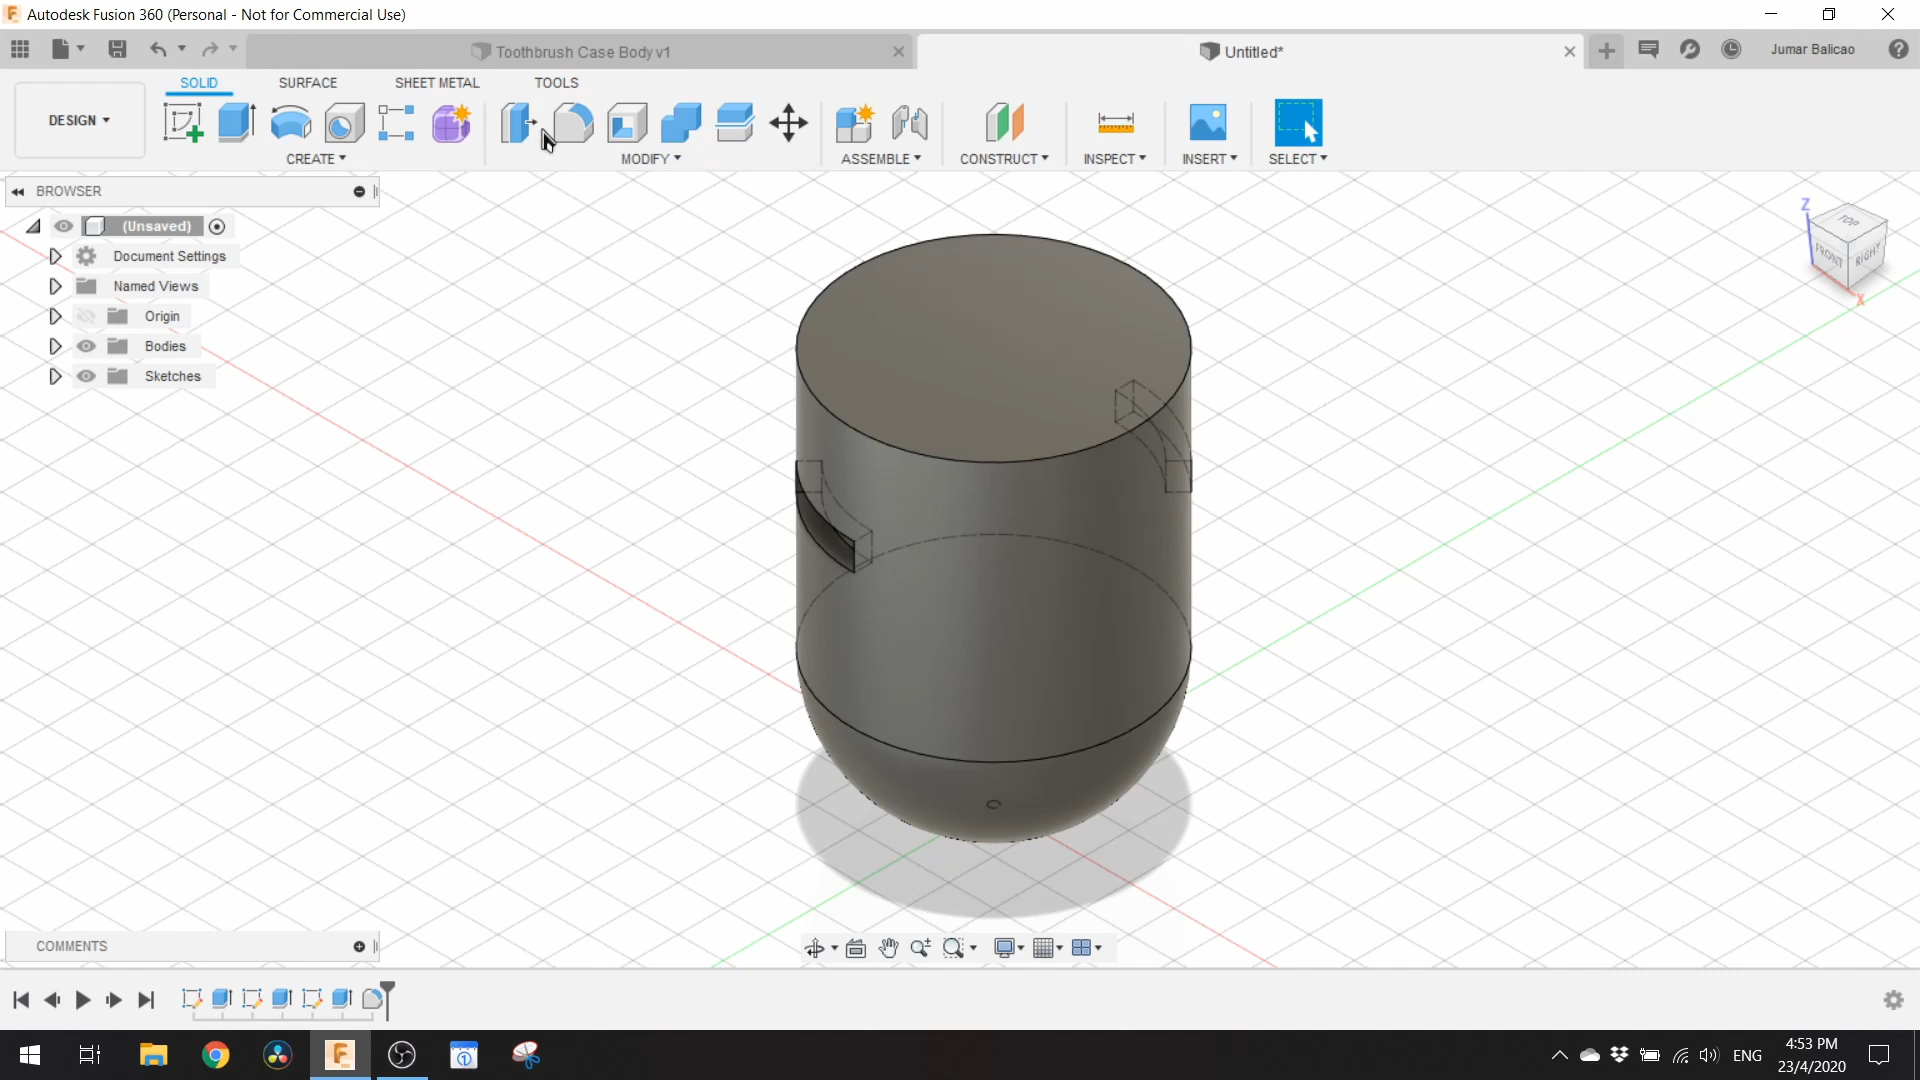 Autodesk Fusion 360 (Personal - Not for Commercial Use)
Toothbrush Case Body v1
Untitled*
Jumar Balicao
SOLID
SURFACE
SHEET METAL
TOOLS
DESIGN
CREATE
MODIFY
ASSEMBLE
CONSTRUCT
INSPECT
INSERT
SELECT
BROWSER
(Unsaved)
Document Settings
Named Views
Origin
Bodies
Sketches
Z
TOP
FRONT
RIGHT
X
COMMENTS
ENG
4:53 PM
23/4/2020